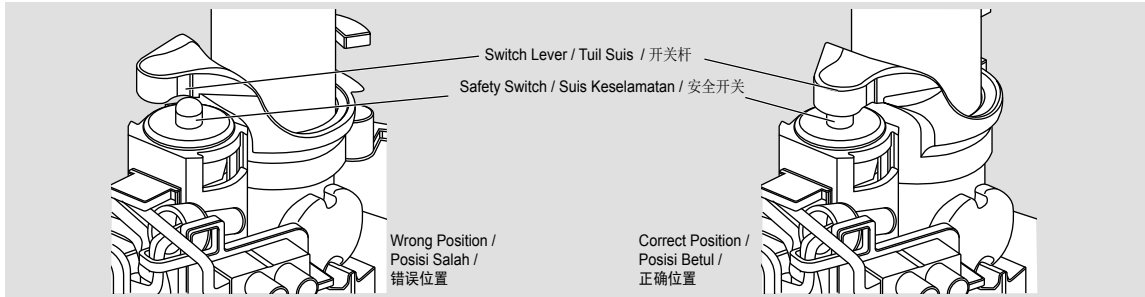 Switch Lever / Tuil Suis / 开关杆
Safety Switch / Suis Keselamatan / 安全开关
Wrong Position /
Posisi Salah /
错误位置
Correct Position /
Posisi Betul /
正确位置